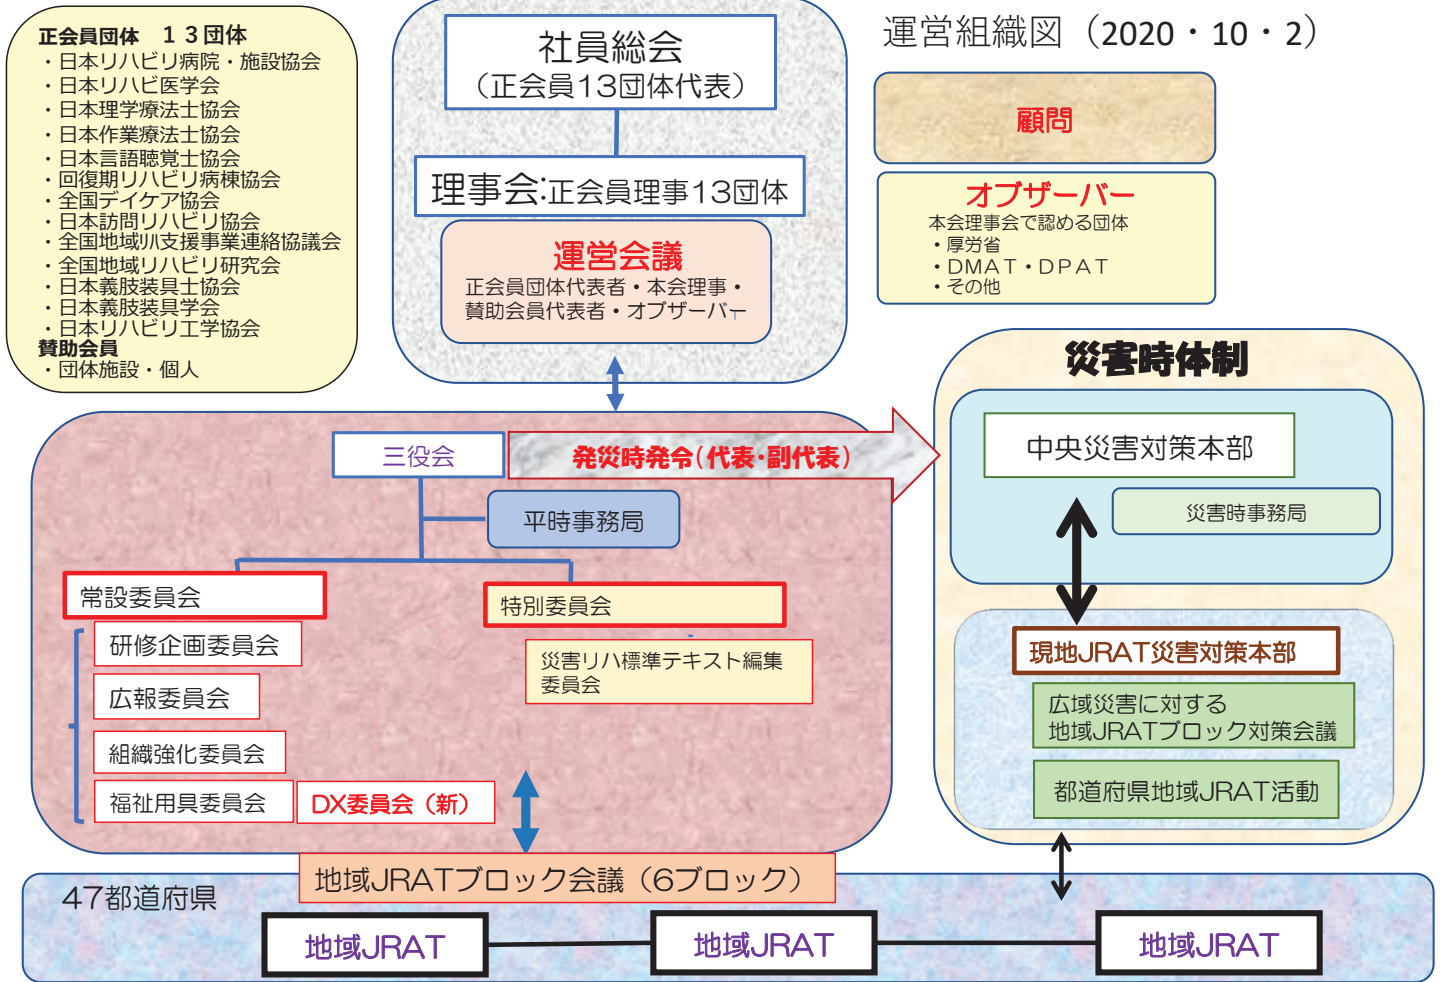 正会員団体　１３団体
・日本リハビリ病院・施設協会
・日本リハビ医学会
・日本理学療法士協会
・日本作業療法士協会
・日本言語聴覚士協会
・回復期リハビリ病棟協会
・全国デイケア協会
・日本訪問リハビリ協会
・全国地域リハ支援事業連絡協議会
・全国地域リハビリ研究会
・日本義肢装具士協会
・日本義肢装具学会
・日本リハビリ工学協会
賛助会員
・団体施設・個人
社員総会
（正会員13団体代表）
理事会:正会員理事13団体
運営会議
正会員団体代表者・本会理事・
賛助会員代表者・オブザーバー
運営組織図（2020・10・2）
顧問
オブザーバー
本会理事会で認める団体
・厚労省
・ＤＭＡＴ・ＤＰＡＴ
・その他
三役会
発災時発令(代表・副代表)
平時事務局
常設委員会
研修企画委員会
広報委員会
組織強化委員会
福祉用具委員会
DX委員会（新）
特別委員会
災害リハ標準テキスト編集
委員会
災害時体制
中央災害対策本部
災害時事務局
現地JRAT災害対策本部
広域災害に対する
地域JRATブロック対策会議
都道府県地域JRAT活動
地域JRATブロック会議（6ブロック）
47都道府県
地域JRAT
地域JRAT
地域JRAT